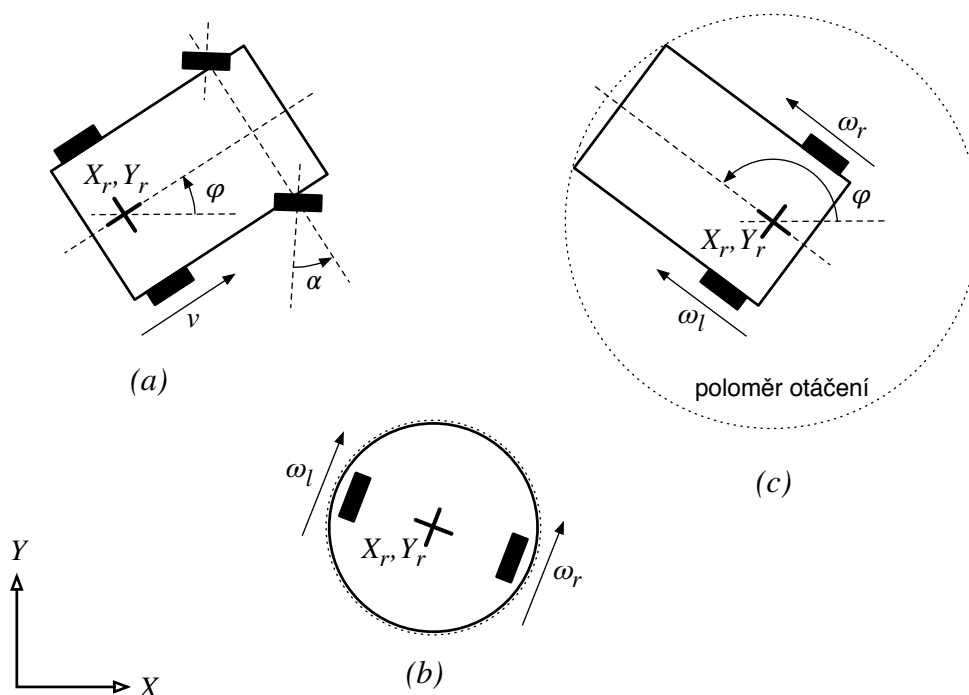 X_r, Y_r
φ
α
v
(a)
ω_r
φ
X_r, Y_r
ω_l
poloměr otáčení
(c)
ω_l
X_r, Y_r
ω_r
(b)
Y
X